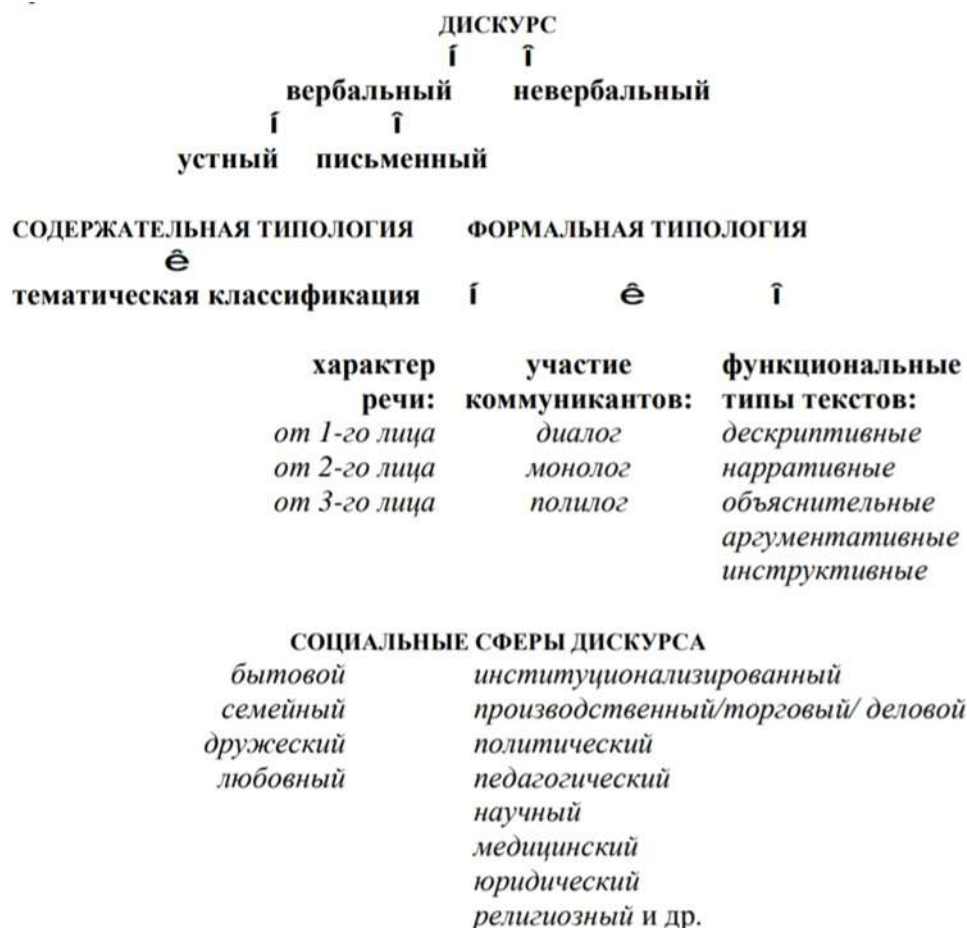 ДИСКУРС
í î
вербальный невербальный
í î
устный письменный
СОДЕРЖАТЕЛЬНАЯ ТИПОЛОГИЯ ФОРМАЛЬНАЯ ТИПОЛОГИЯ
ê
тематическая классификация í ê î
характер участие функциональные
речи: коммуникантов: типы текстов:
от 1-го лица диалог дескриптивные
от 2-го лица монолог нарративные
от 3-го лица полилог объяснительные
аргументативные
инструктивные
СОЦИАЛЬНЫЕ СФЕРЫ ДИСКУРСА
бытовой институционализированный
семейный производственный/торговый/ деловой
дружеский политический
любовный педагогический
научный
медицинский
юридический
религиозный и др.